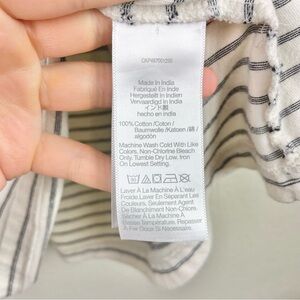 Made in India
Fabriqué En Inde
Hergestellt in Indien
Vervaardigd in India
インド製
hecho en india
100%Cotton /Coton /
Baumwolle /Katoen /錦 /
algodón
Machine Wash Cold With Like
Colors. Non-Chlorine Bleach
Only. Tumble Dry Low. Iron
On Lowest Setting.
Laver À La Machine À L'eau
Froide.Laver En Séparant Les
Couleurs. Seulement Agent
De Blanchiment Non Chlore.
Sécher À La Machine À
Basses Température. Repasser
À Fer Doux Si Nécessaire.